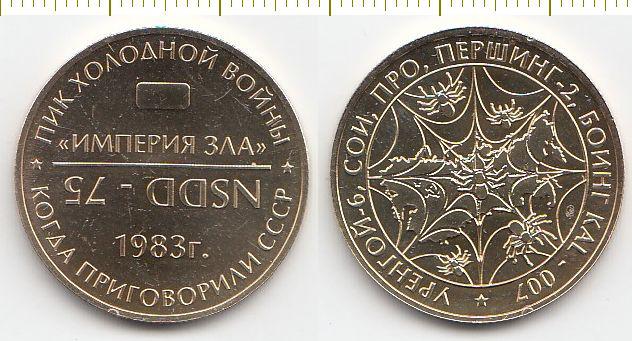 ПИК ХОЛОДНОЙ ВОЙНЫ
«ИМПЕРИЯ ЗЛА»
NSDD - 75
1983г.
КОГДА ПРИГОВОРИЛИ СССР
УРЕНГОЙ-6, СОИ, ПРО, ПЕРШИНГ-2, БОИНГ KAL - 007